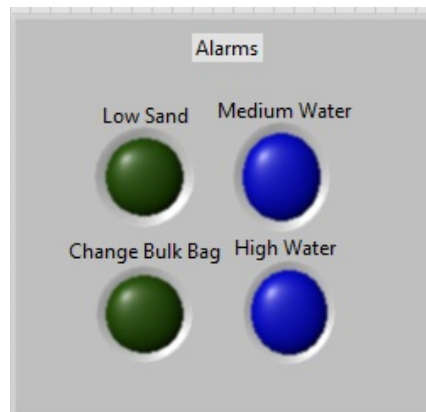 Alarms
Low Sand
Medium Water
Change Bulk Bag
High Water